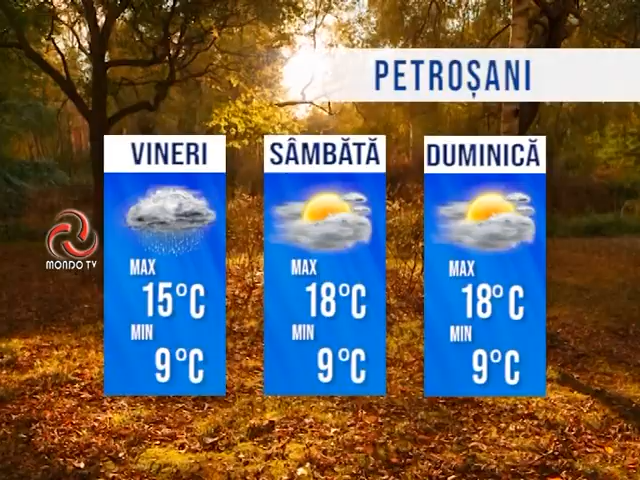 PETROȘANI
VINERI
MAX
15°C
MIN
9°C
SÂMBĂTĂ
MAX
18°C
MIN
9°C
DUMINICĂ
MAX
18°C
MIN
9°C
MONDO TV